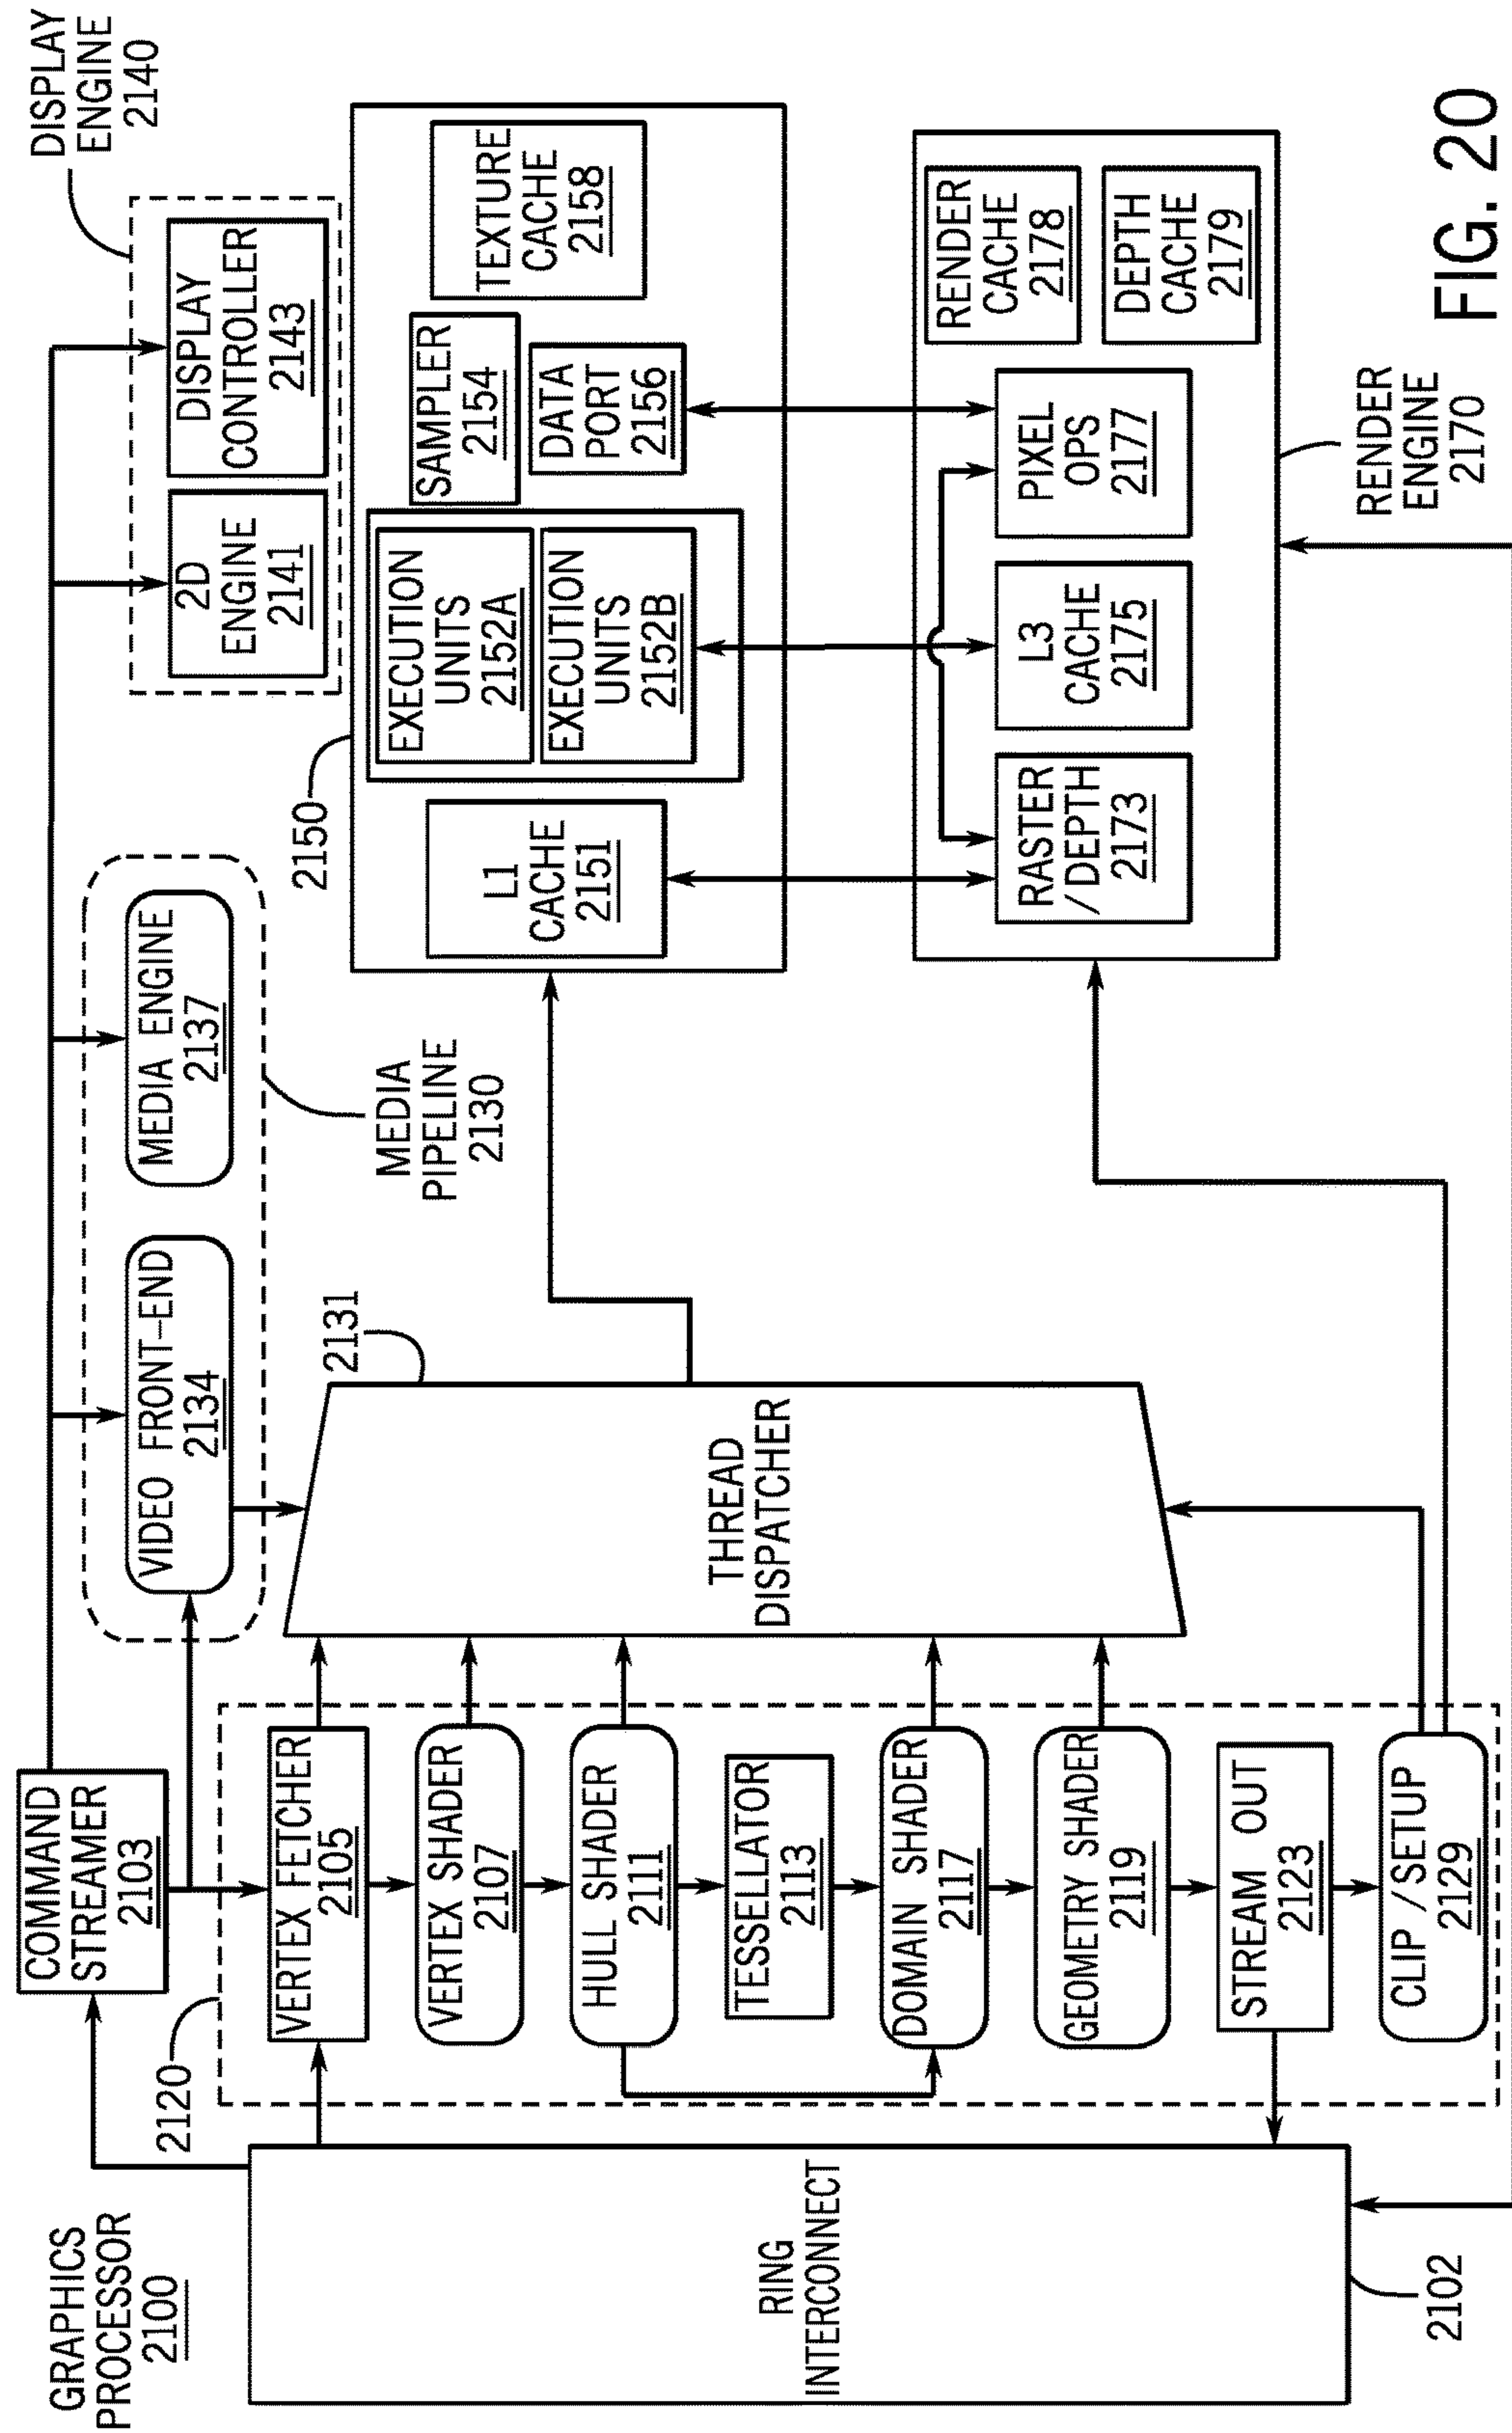 GRAPHICS
PROCESSOR
2100
COMMAND
STREAMER
2103
DISPLAY
ENGINE
2140
2D
ENGINE
2141
DISPLAY
CONTROLLER
2143
VIDEO FRONT-END
2134
MEDIA ENGINE
2137
MEDIA
PIPELINE
2130
2120
VERTEX FETCHER
2105
VERTEX SHADER
2107
HULL SHADER
2111
TESSELLATOR
2113
DOMAIN SHADER
2117
GEOMETRY SHADER
2119
STREAM OUT
2123
CLIP/SETUP
2129
RING
INTERCONNECT
2102
THREAD
DISPATCHER
2131
2150
L1
CACHE
2151
EXECUTION
UNITS
2152A
EXECUTION
UNITS
2152B
SAMPLER
2154
DATA
PORT
2156
TEXTURE
CACHE
2158
RASTER
/DEPTH
2173
L3
CACHE
2175
PIXEL
OPS
2177
RENDER
CACHE
2178
DEPTH
CACHE
2179
RENDER
ENGINE
2170
FIG. 20